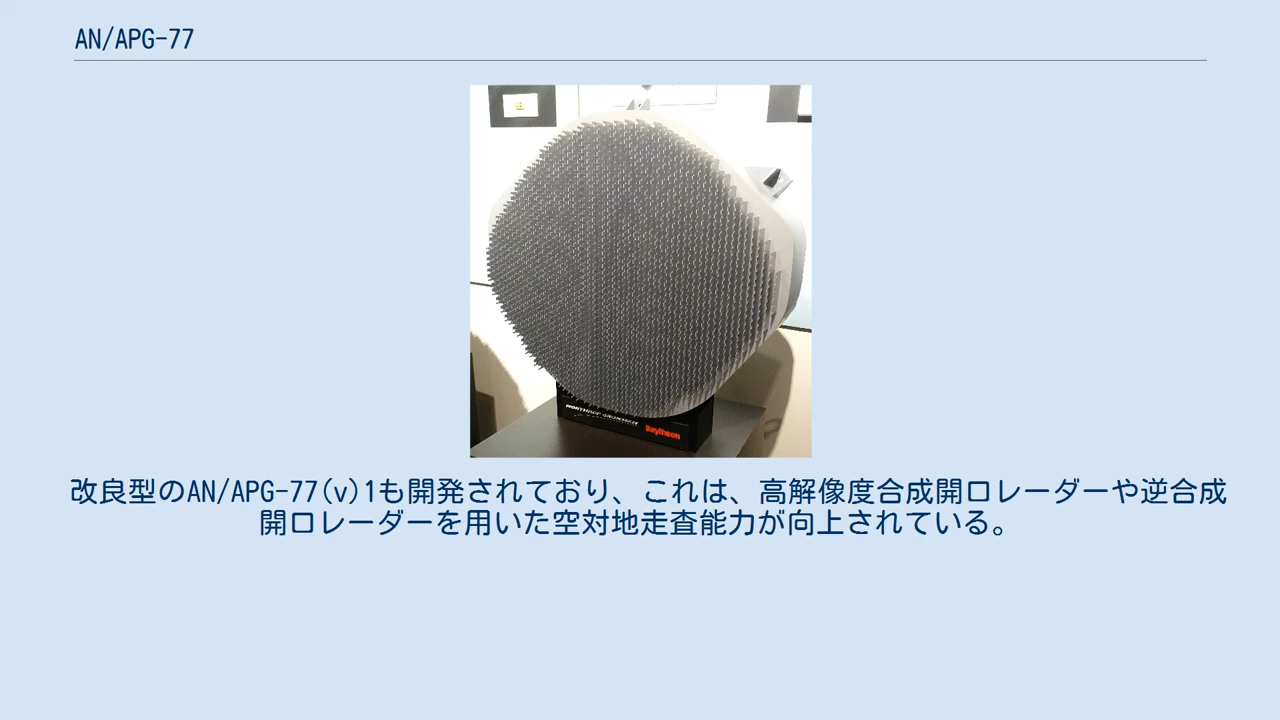 AN/APG-77
NORTHROP GRUMMAN
Raytheon
改良型のAN/APG-77(v)1も開発されており、これは、高解像度合成開口レーダーや逆合成
開口レーダーを用いた空対地走査能力が向上されている。